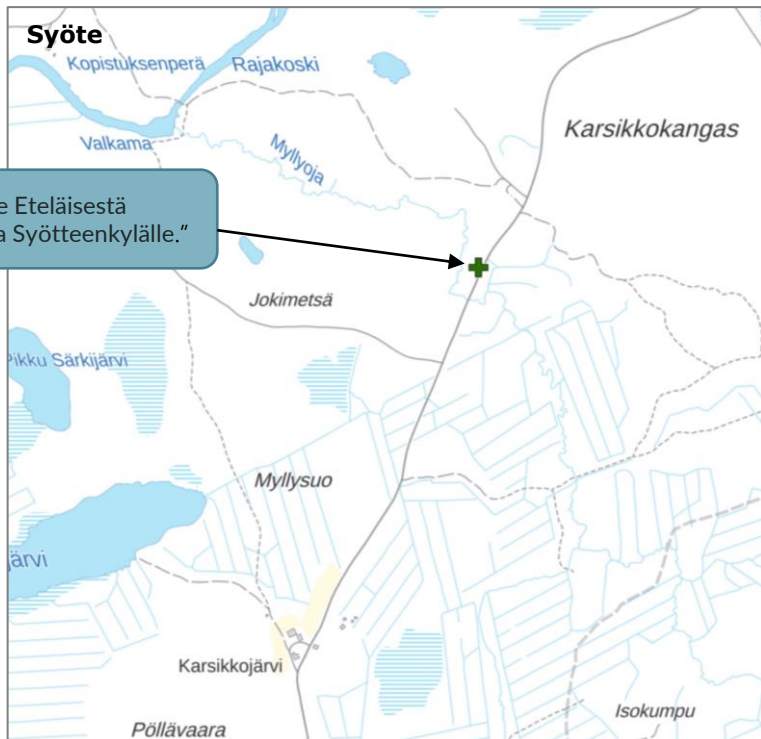 Syöte
Kopistuksenperä
Rajakoski
Karsikkokangas
Valkama
Myllyoja
e Eteläisestä
a Syötteenkylälle."
Jokimetsä
Pikku Särkijärvi
Myllysuo
järvi
Karsikkojärvi
Isokumpu
Pöllävaara